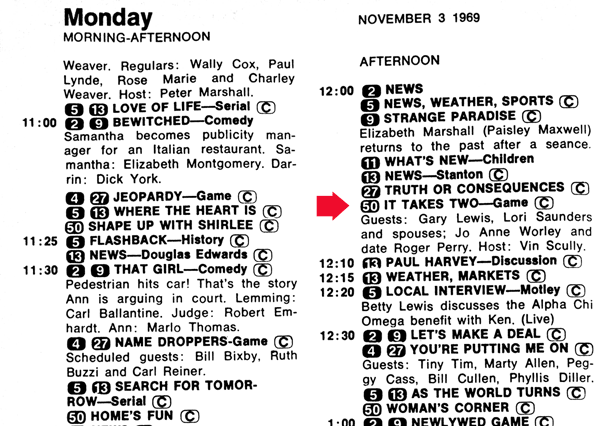 Monday
MORNING-AFTERNOON
Weaver. Regulars: Wally Cox, Paul
Lynde, Rose Marie and Charley
Weaver. Host: Peter Marshall.
5 13 LOVE OF LIFE—Serial C
11:00 2 9 BEWITCHED—Comedy
Samantha becomes publicity man-
ager for an Italian restaurant. Sa-
mantha: Elizabeth Montgomery. Dar-
rin: Dick York.
4 27 JEOPARDY—Game C
5 13 WHERE THE HEART IS C
50 SHAPE UP WITH SHIRLEE C
11:25 5 FLASHBACK—History C
13 NEWS—Douglas Edwards C
11:30 2 9 THAT GIRL—Comedy C
Pedestrian hits car! That's the story
Ann is arguing in court. Lemming:
Carl Ballantine. Judge: Robert Em-
hardt. Ann: Marlo Thomas.
4 27 NAME DROPPERS-Game C
Scheduled guests: Bill Bixby, Ruth
Buzzi and Carl Reiner.
5 13 SEARCH FOR TOMOR-
ROW—Serial C
50 HOME'S FUN C
NOVEMBER 3 1969
AFTERNOON
12:00 2 NEWS
5 NEWS, WEATHER, SPORTS C
9 STRANGE PARADISE C
Elizabeth Marshall (Paisley Maxwell)
returns to the past after a seance.
11 WHAT'S NEW—Children
13 NEWS—Stanton C
27 TRUTH OR CONSEQUENCES C
50 IT TAKES TWO—Game C
Guests: Gary Lewis, Lori Saunders
and spouses; Jo Anne Worley and
date Roger Perry. Host: Vin Scully.
12:10 13 PAUL HARVEY—Discussion C
12:15 13 WEATHER, MARKETS C
12:20 5 LOCAL INTERVIEW—Motley C
Betty Lewis discusses the Alpha Chi
Omega benefit with Ken. (Live)
12:30 2 9 LET'S MAKE A DEAL C
4 27 YOU'RE PUTTING ME ON C
Guests: Tiny Tim, Marty Allen, Peg-
gy Cass, Bill Cullen, Phyllis Diller.
5 13 AS THE WORLD TURNS C
50 WOMAN'S CORNER C
1:00 2 9 NEWLYWED GAME C